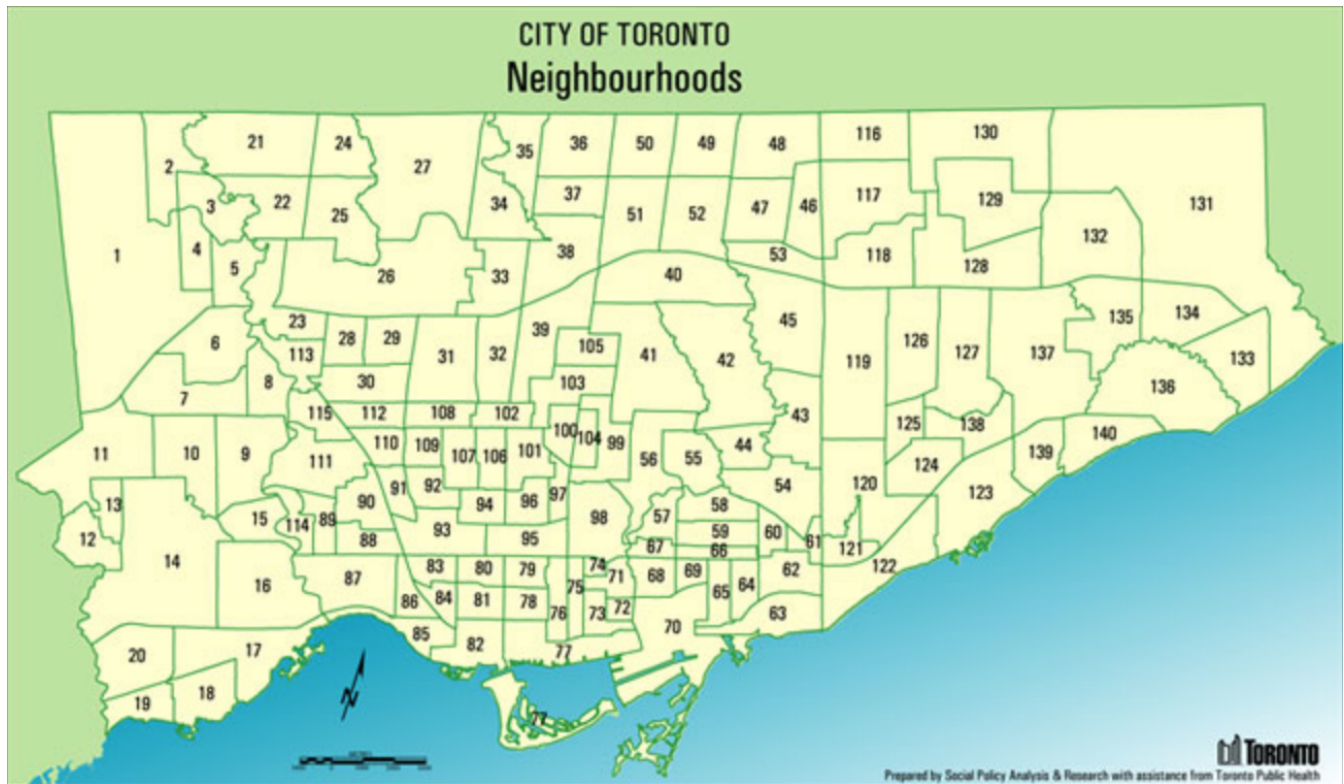 CITY OF TORONTO
Neighbourhoods
21 24 27 35 36 50 49 48 116 130
2 3 22 25 34 37 51 52 47 46 117 129 131
1 4 5 26 33 38 40 53 118 128 132
23 28 29 31 32 39 105 41 42 45 119 126 127 137 135 134
6 113 30 103 133
7 8 115 112 108 102 100 104 99 43 125 138 136
11 10 9 111 110 109 107 106 101 56 55 44 124 139 140
13 91 92 94 96 97 54 120 123
12 15 114 89 90 93 95 98 57 58 59 60 61
14 88 67 66 121
16 87 83 80 79 74 71 68 69 62 122
86 84 81 78 76 75 73 72 65 64 63
20 17 85 82 77 70
19 18 77
N
TORONTO
Prepared by Social Policy Analysis & Research with assistance from Toronto Public Health